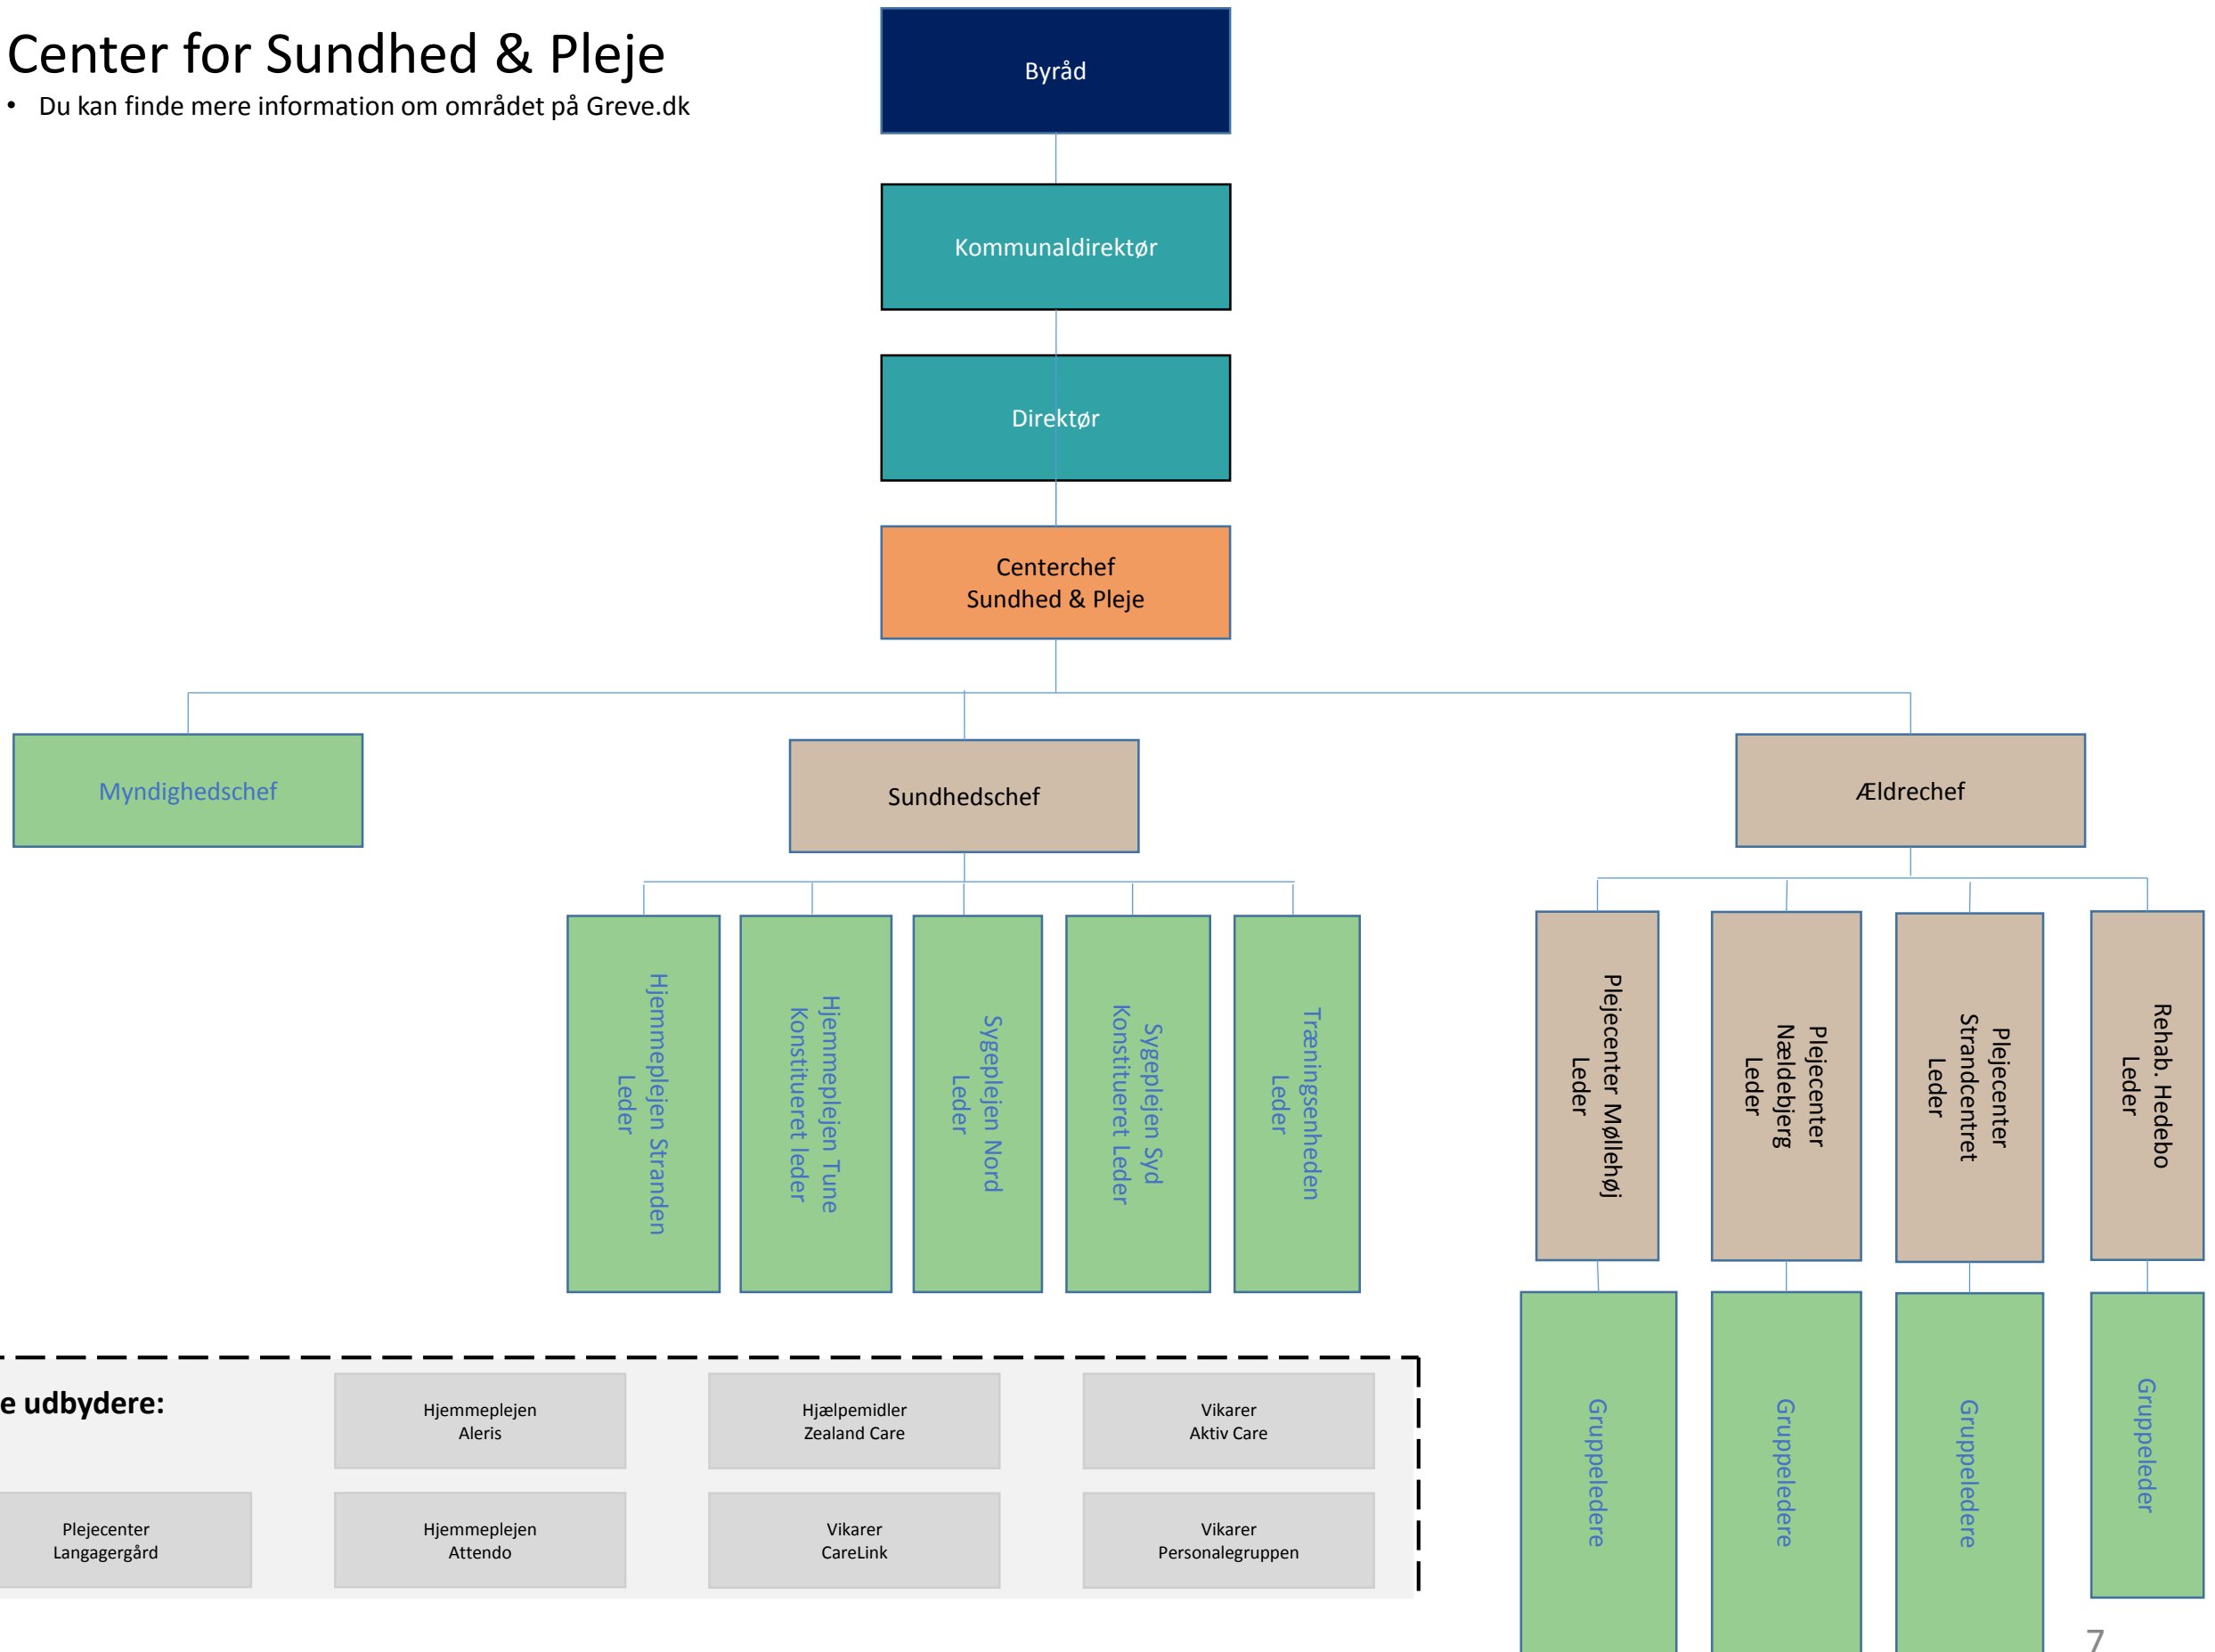 Center for Sundhed & Pleje
• Du kan finde mere information om området på Greve.dk
Byråd
Kommunaldirektør
Direktør
Centerchef
Sundhed & Pleje
Myndighedschef
Sundhedschef
Ældrechef
Hjemmeplejen Stranden
Leder
Hjemmeplejen Tune
Konstitueret leder
Sygeplejen Nord
Leder
Sygeplejen Syd
Konstitueret Leder
Træningsenheden
Leder
Plejecenter Møllehøj
Leder
Plejecenter
Nældebjerg
Leder
Plejecenter
Strandcentret
Leder
Rehab. Hedebo
Leder
Gruppeledere
Gruppeledere
Gruppeledere
Gruppeleder
e udbydere:
Hjemmeplejen
Aleris
Hjælpemidler
Zealand Care
Vikarer
Aktiv Care
Plejecenter
Langagergård
Hjemmeplejen
Attendo
Vikarer
CareLink
Vikarer
Personalegruppen
7